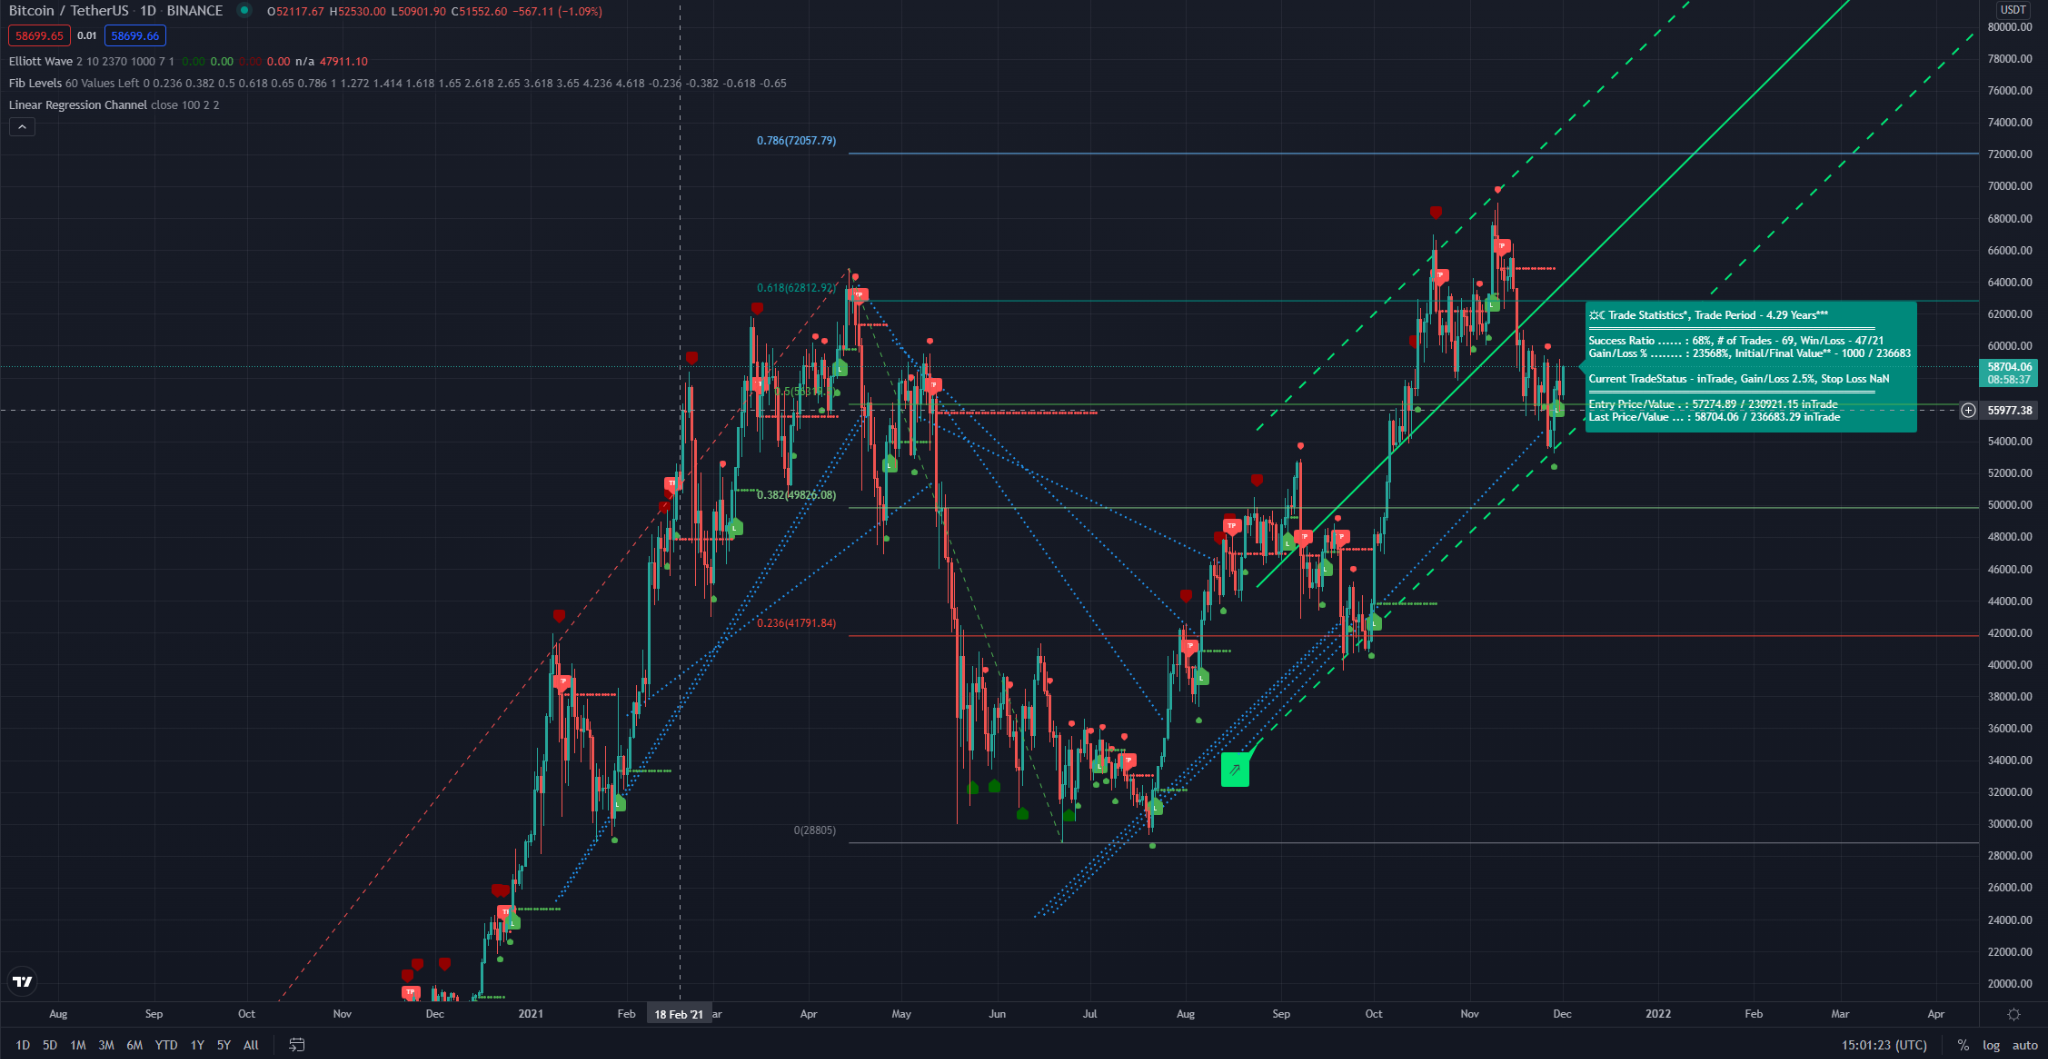 Bitcoin / TetherUS · 1D · BINANCE O52117.67 H52530.00 L50901.90 C51552.60 −567.11 (−1.09%)
58699.65 0.01 58699.66
Elliott Wave 2 10 2370 1000 7 1 0.00 0.00 0.00 0.00 n/a 47911.10
Fib Levels 60 Values Left 0 0.236 0.382 0.5 0.618 0.65 0.786 1 1.272 1.414 1.618 1.65 2.618 2.65 3.618 3.65 4.236 4.618 -0.236 -0.382 -0.618 -0.65
Linear Regression Channel close 100 2 2
0.786(72057.79)
0.618(62812.92)
0.382(49826.08)
0.236(41791.84)
0(28805)
C Trade Statistics*, Trade Period - 4.29 Years***
Success Ratio ...... : 68%, # of Trades - 69, Win/Loss - 47/21
Gain/Loss % ........ : 23568%, Initial/Final Value** - 1000 / 236683
Current TradeStatus - inTrade, Gain/Loss 2.5%, Stop Loss NaN
Entry Price/Value . . : 57274.89 / 230921.15 inTrade
Last Price/Value ... : 58704.06 / 236683.29 inTrade
USDT
80000.00
78000.00
76000.00
74000.00
72000.00
70000.00
68000.00
66000.00
64000.00
62000.00
60000.00
58704.06
08:58:37
55977.38
54000.00
52000.00
50000.00
48000.00
46000.00
44000.00
42000.00
40000.00
38000.00
36000.00
34000.00
32000.00
30000.00
28000.00
26000.00
24000.00
22000.00
20000.00
Aug Sep Oct Nov Dec 2021 Feb 18 Feb '21 ar Apr May Jun Jul Aug Sep Oct Nov Dec 2022 Feb Mar Apr
1D 5D 1M 3M 6M YTD 1Y 5Y All 15:01:23 (UTC) % log auto